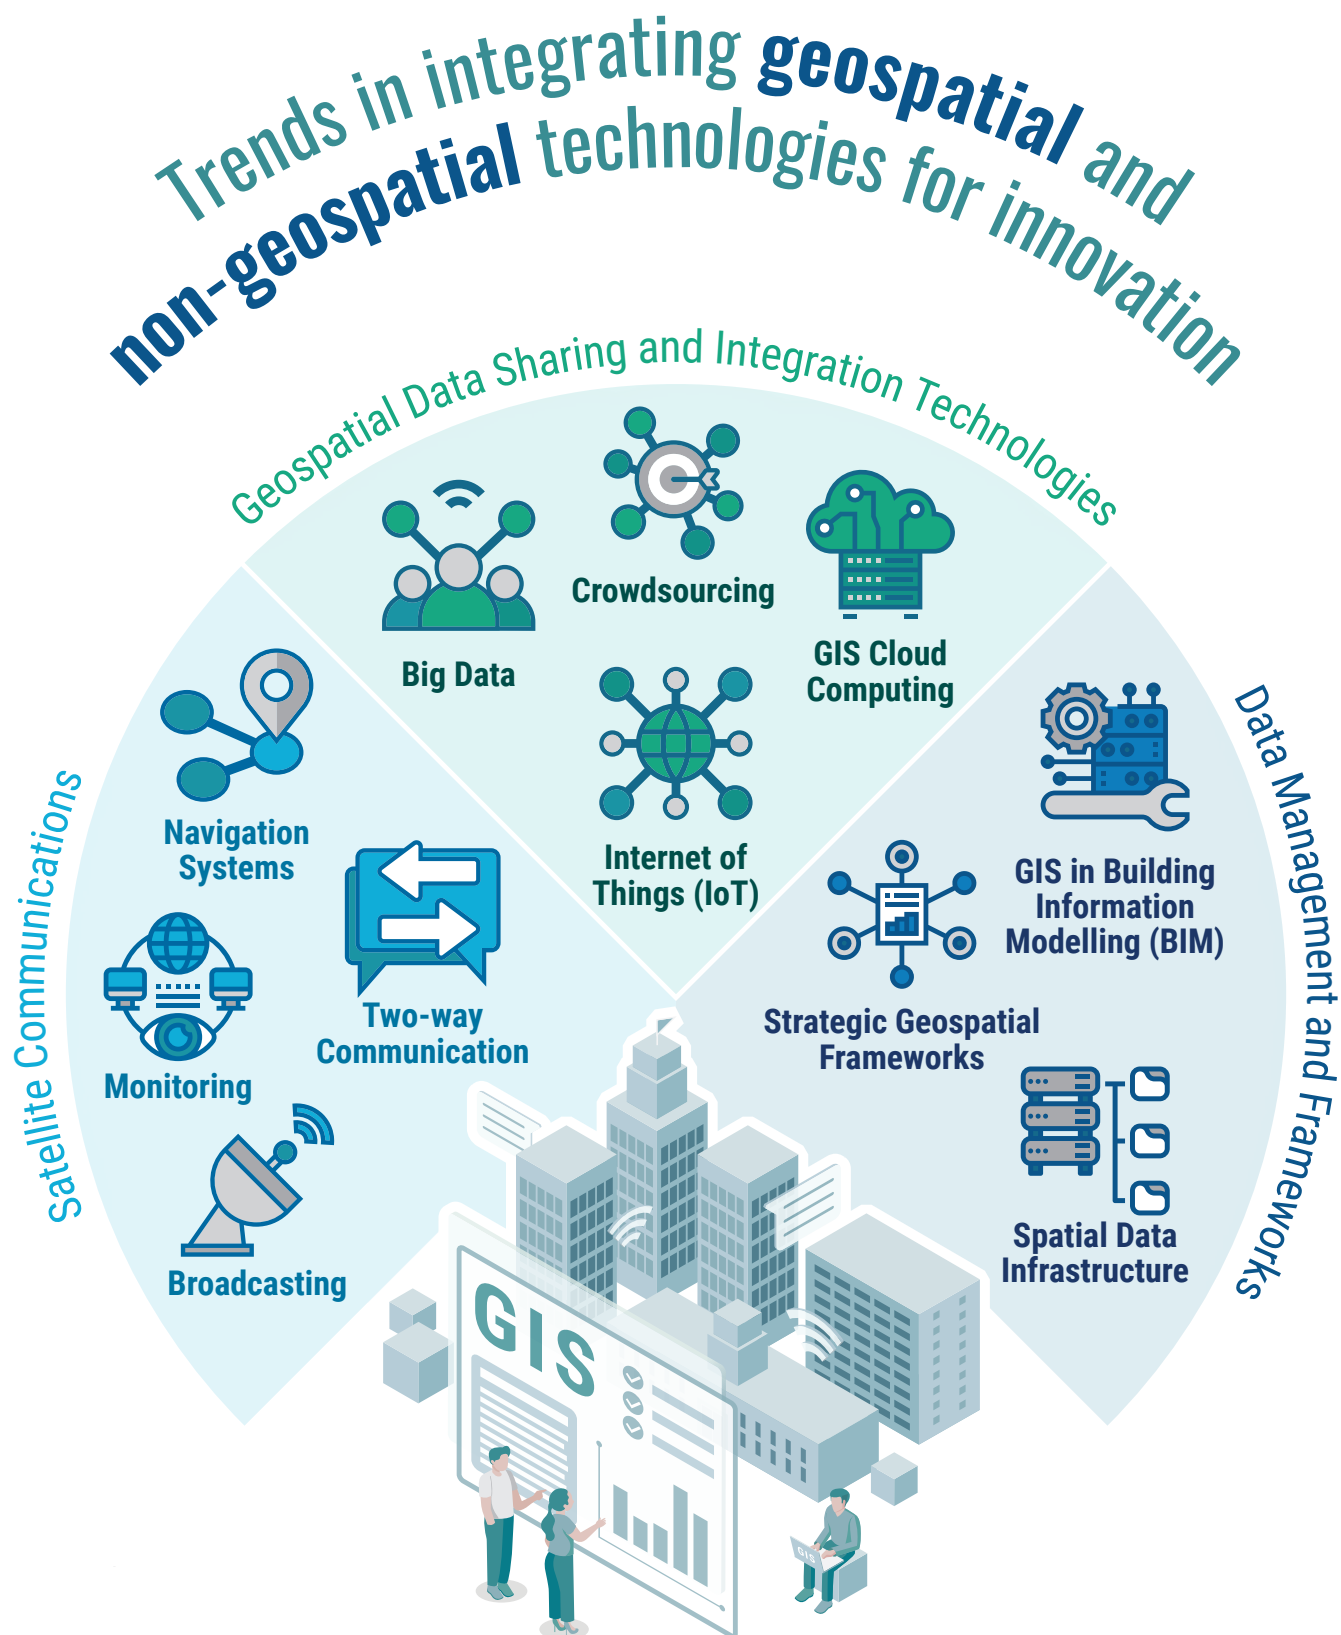 Trends in integrating geospatial and
non-geospatial technologies for innovation
Geospatial Data Sharing and Integration Technologies
Big Data
Crowdsourcing
GIS Cloud
Computing
Internet of
Things (IoT)
Satellite Communications
Navigation
Systems
Two-way
Communication
Monitoring
Broadcasting
Data Management and Frameworks
GIS in Building
Information
Modelling (BIM)
Strategic Geospatial
Frameworks
Spatial Data
Infrastructure
GIS
GIS